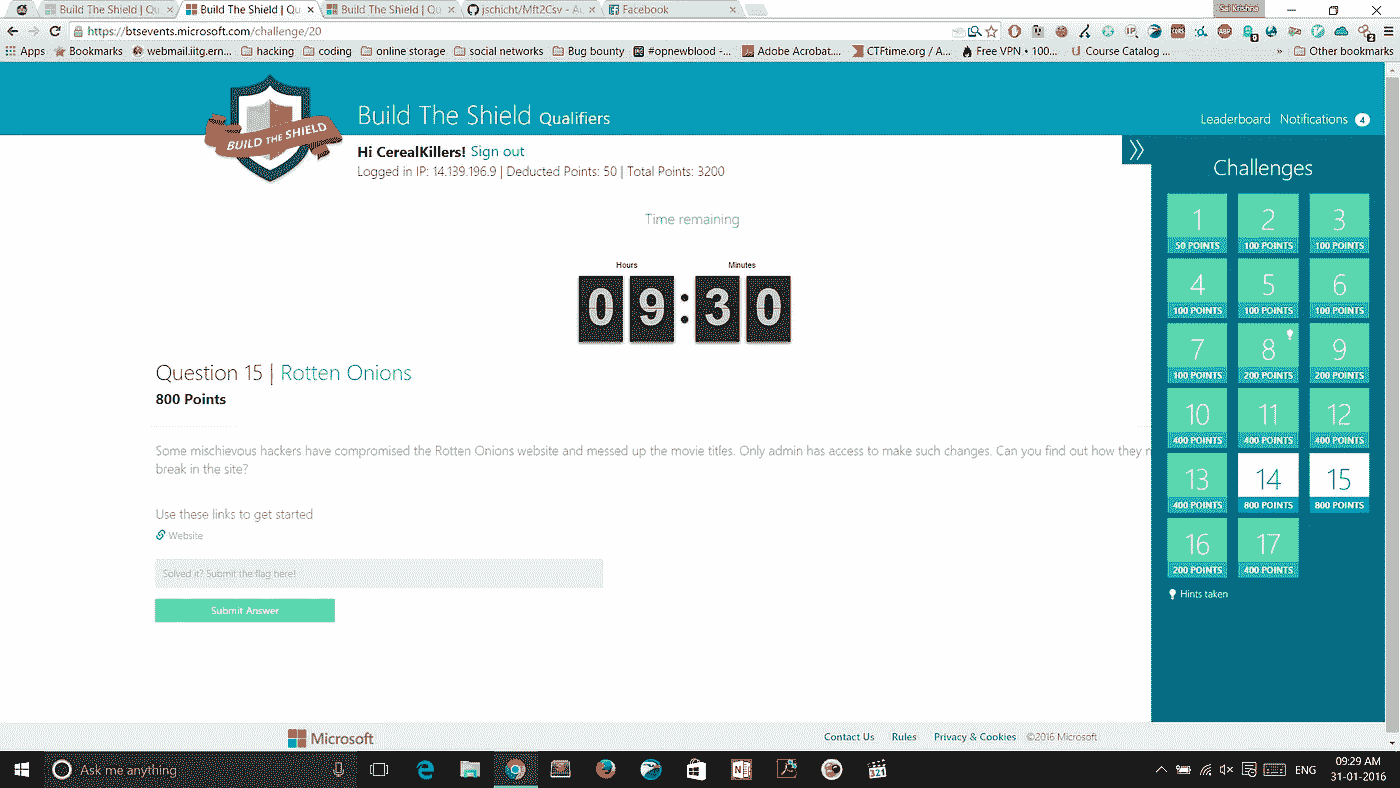 Build The Shield | Qu
Build The Shield | Qu
Build The Shield | Qu
jschicht/Mft2Csv - Au
Facebook
Sai Krishna
https://btsevents.microsoft.com/challenge/20
Apps
Bookmarks
webmail.iitg.ern...
hacking
coding
online storage
social networks
Bug bounty
#opnewblood -...
Adobe Acrobat....
CTFtime.org / A...
Free VPN • 100...
Course Catalog ...
»
Other bookmarks
BUILD THE SHIELD
Build The Shield Qualifiers
Leaderboard Notifications 4
Hi CerealKillers! Sign out
Logged in IP: 14.139.196.9 | Deducted Points: 50 | Total Points: 3200
Time remaining
Hours Minutes
09:30
Question 15 | Rotten Onions
800 Points
Some mischievous hackers have compromised the Rotten Onions website and messed up the movie titles. Only admin has access to make such changes. Can you find out how they
break in the site?
Use these links to get started
Website
Solved it? Submit the flag here!
Submit Answer
Challenges
1 2 3
50 POINTS 100 POINTS 100 POINTS
4 5 6
100 POINTS 100 POINTS 100 POINTS
7 8 9
100 POINTS 200 POINTS 200 POINTS
10 11 12
400 POINTS 400 POINTS 400 POINTS
13 14 15
400 POINTS 800 POINTS 800 POINTS
16 17
200 POINTS 400 POINTS
Hints taken
Microsoft
Contact Us Rules Privacy & Cookies ©2016 Microsoft
Ask me anything
ENG
09:29 AM
31-01-2016